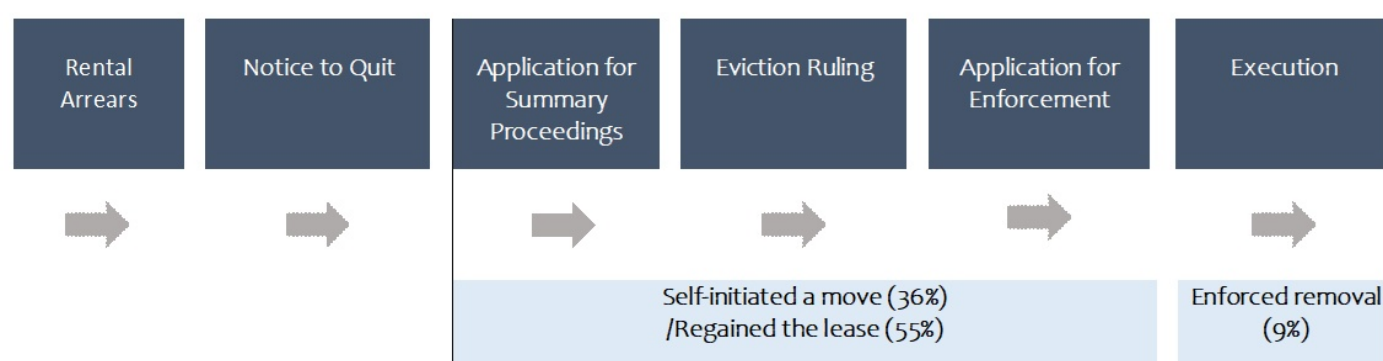 Rental
Arrears
Notice to Quit
Application for
Summary
Proceedings
Eviction Ruling
Application for
Enforcement
Execution
Self-initiated a move (36%)
/Regained the lease (55%)
Enforced removal
(9%)